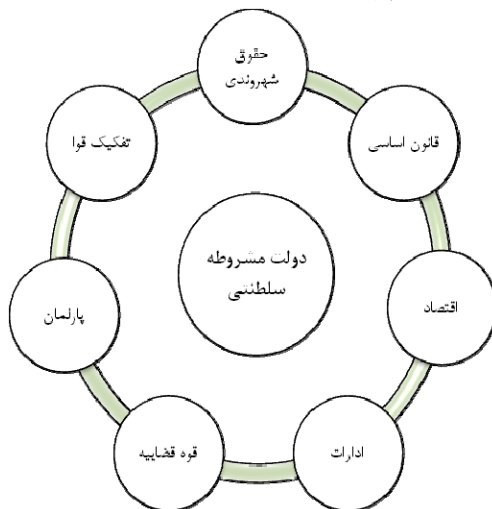 حقوق
شهروندی
قانون اساسی
تفکیک قوا
دولت مشروطه
سلطنتی
اقتصاد
پارلمان
ادارات
قوه قضاییه